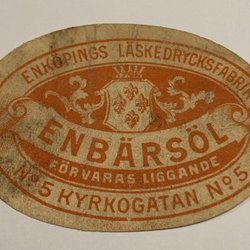 ENKÖPINGS LÄSKEDRYCKSFABRIK
ENBÄRSÖL
FÖRVARAS LIGGANDE
No 5 KYRKOGATAN No 5